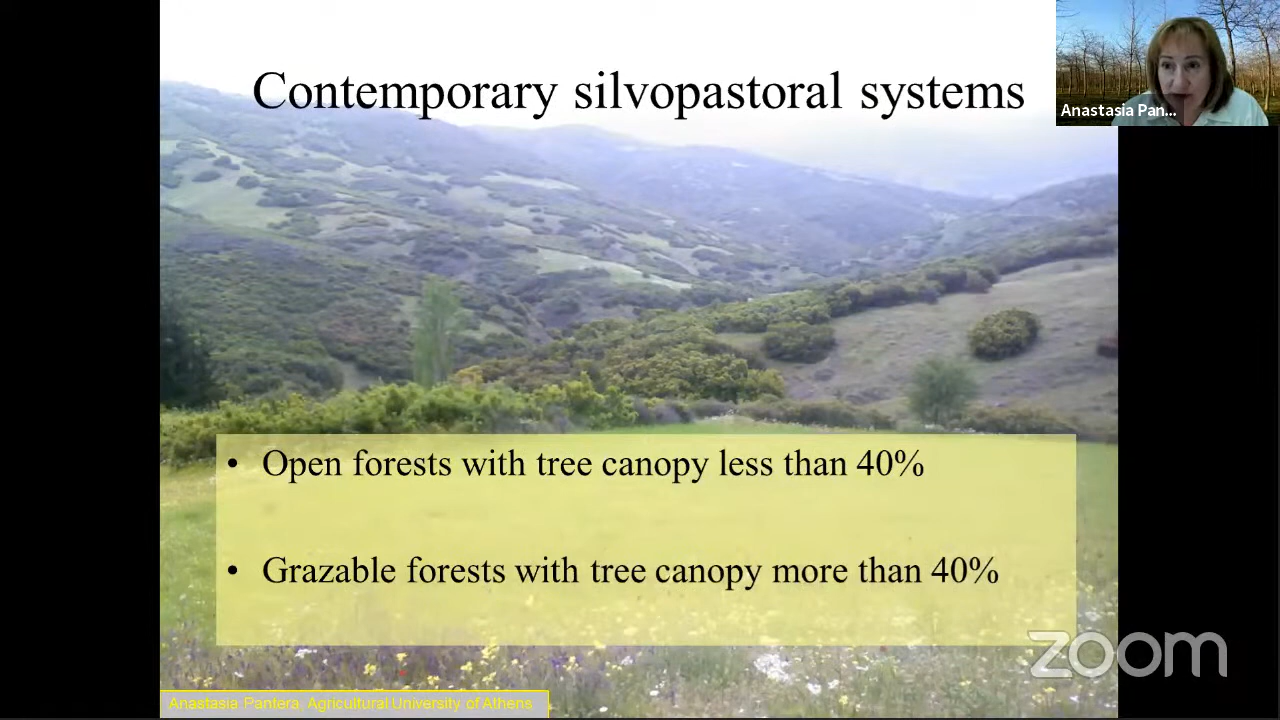 Contemporary silvopastoral systems
Anastasia Pan...
• Open forests with tree canopy less than 40%
• Grazable forests with tree canopy more than 40%
zoom
Anastasia Pantera, Agricultural University of Athens